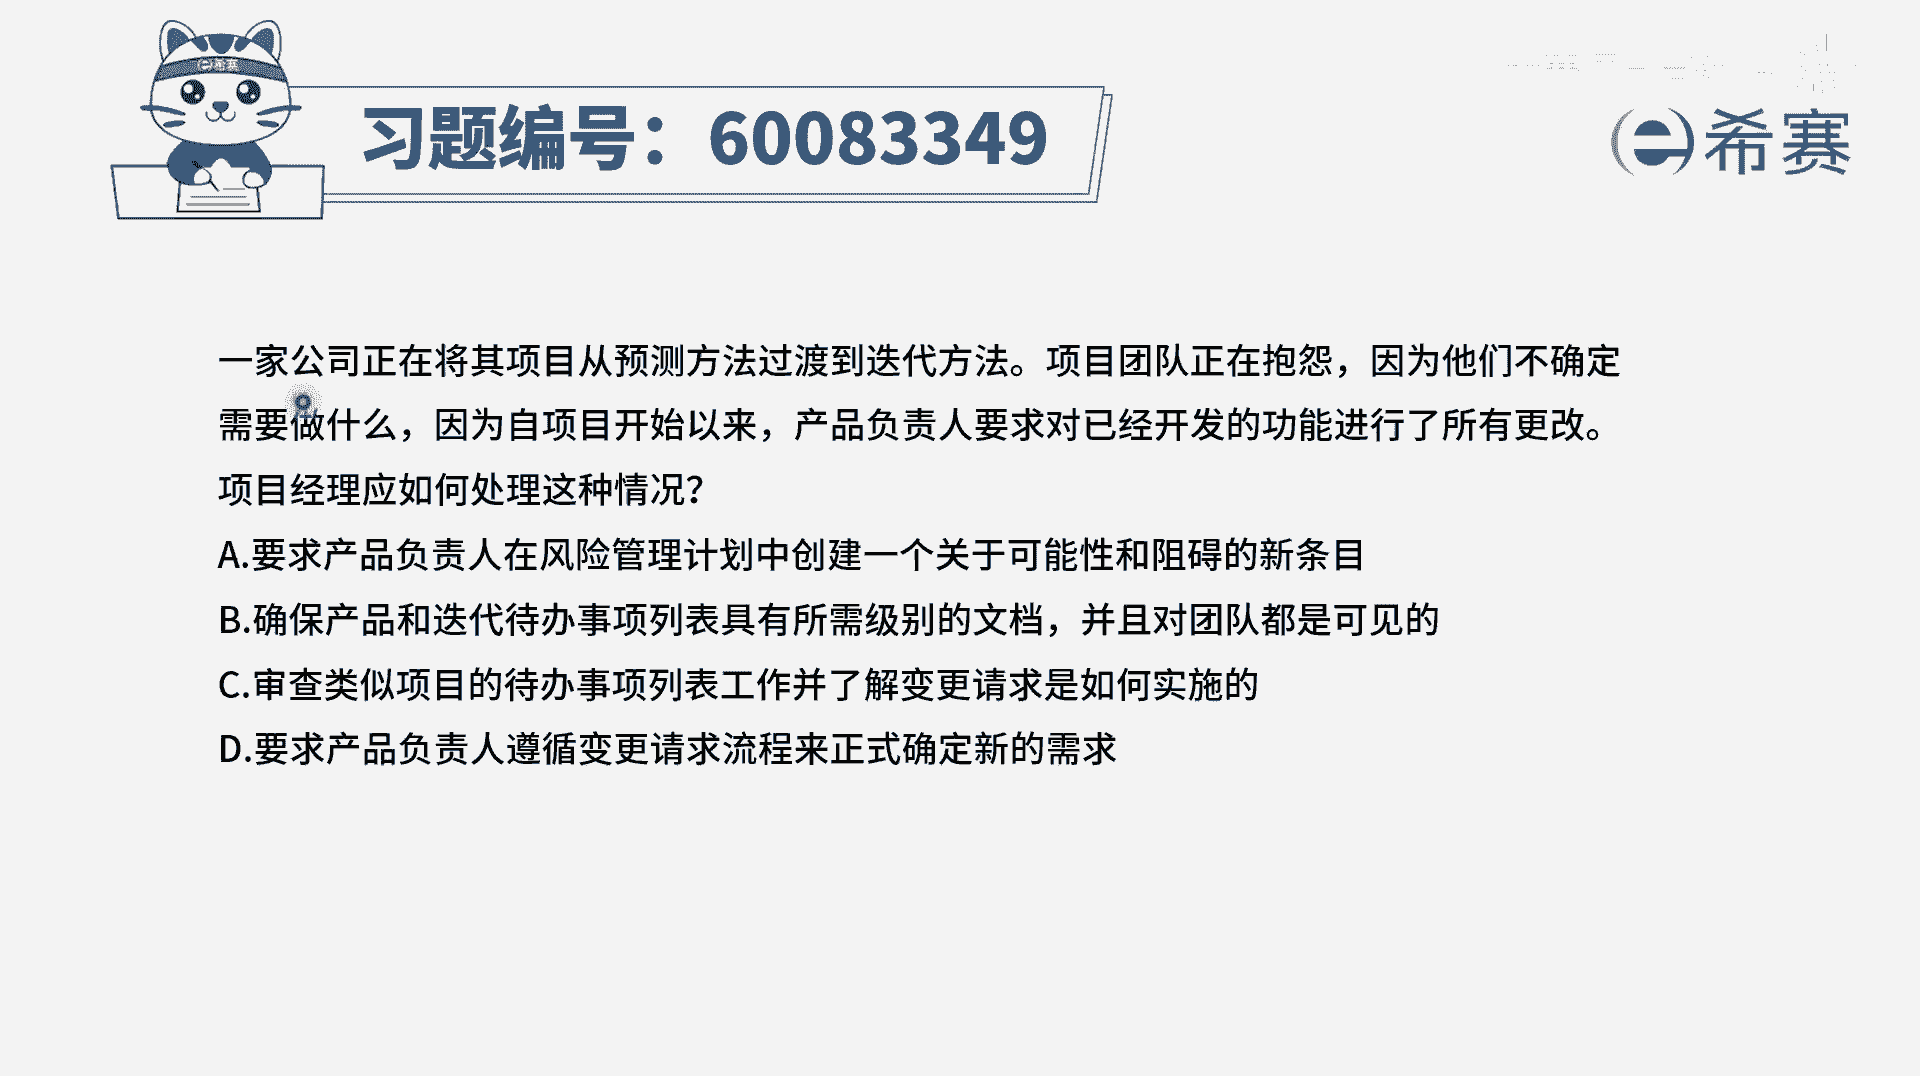 e希赛
习题编号：60083349
e希赛
一家公司正在将其项目从预测方法过渡到迭代方法。项目团队正在抱怨，因为他们不确定
需要做什么，因为自项目开始以来，产品负责人要求对已经开发的功能进行了所有更改。
项目经理应如何处理这种情况？
A.要求产品负责人在风险管理计划中创建一个关于可能性和阻碍的新条目
B.确保产品和迭代待办事项列表具有所需级别的文档，并且对团队都是可见的
C.审查类似项目的待办事项列表工作并了解变更请求是如何实施的
D.要求产品负责人遵循变更请求流程来正式确定新的需求